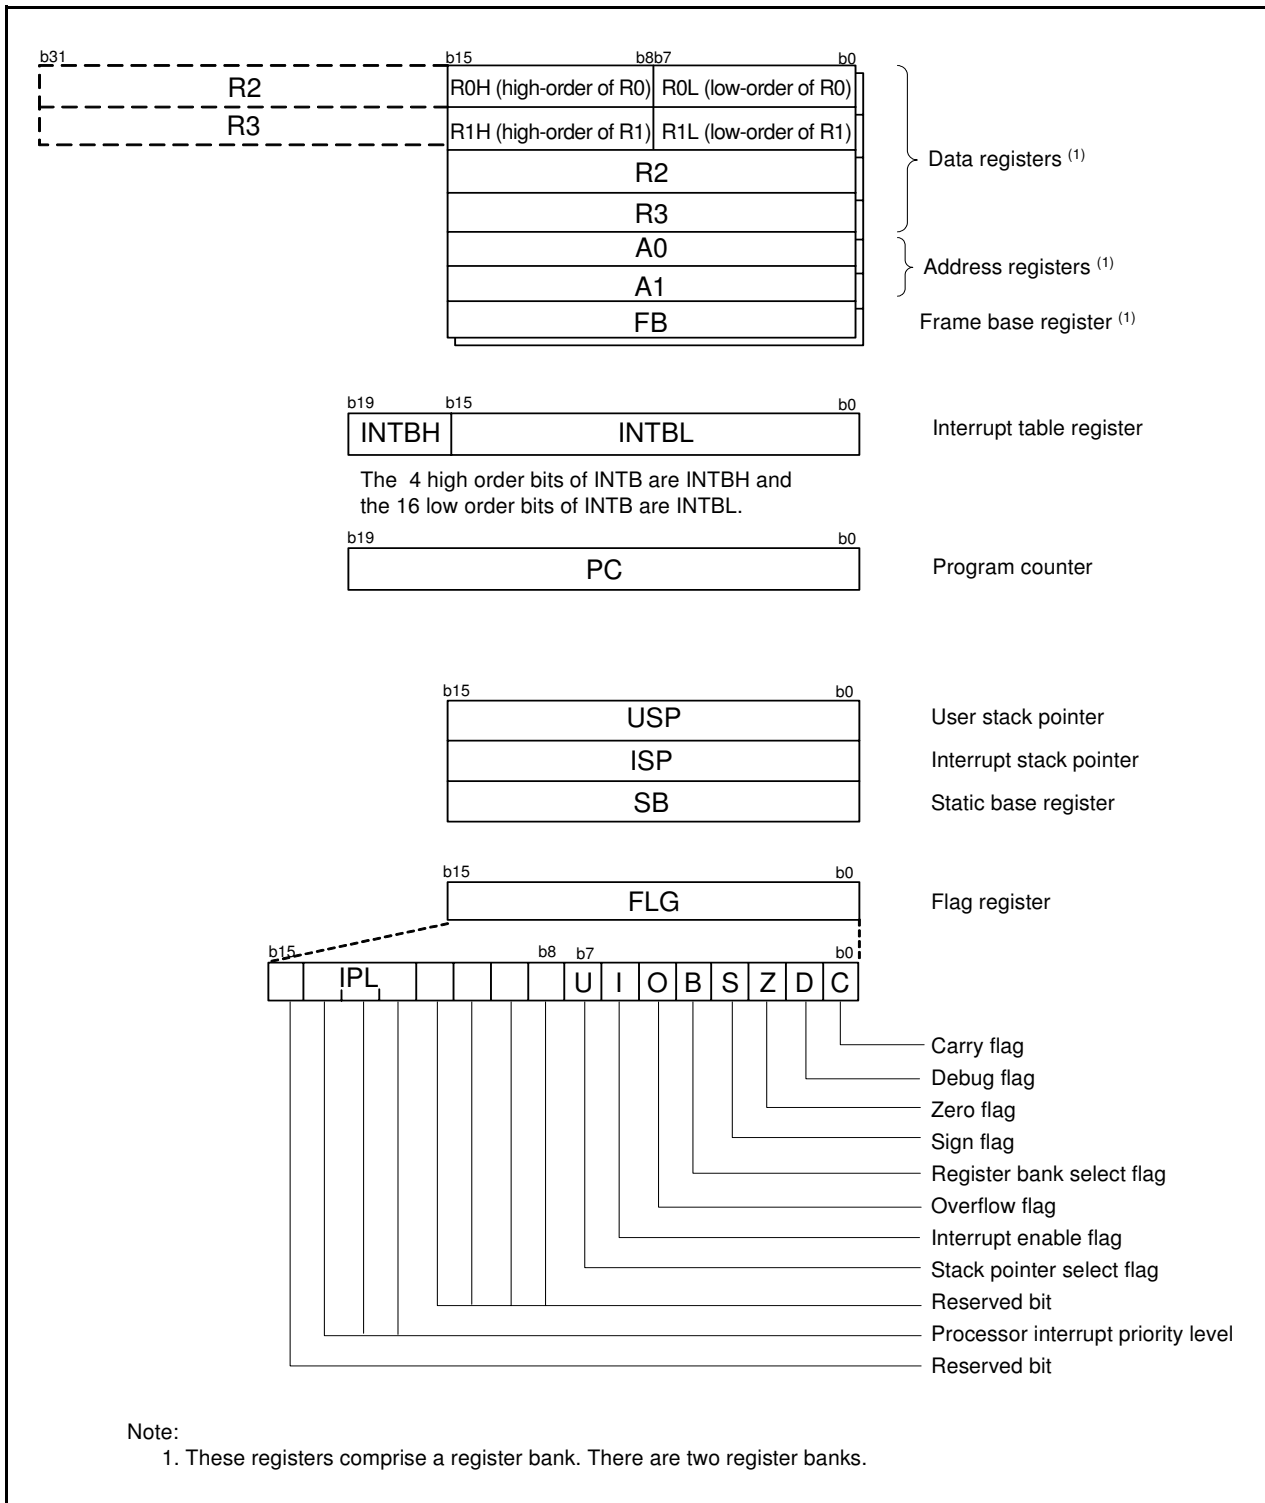 b31 b15 b8b7 b0
R2 R0H (high-order of R0) R0L (low-order of R0)
R3 R1H (high-order of R1) R1L (low-order of R1)
Data registers (1)
R2
R3
A0
Address registers (1)
A1
FB Frame base register (1)
b19 b15 b0
INTBH INTBL Interrupt table register
The 4 high order bits of INTB are INTBH and
the 16 low order bits of INTB are INTBL.
b19 b0
PC Program counter
b15 b0
USP User stack pointer
ISP Interrupt stack pointer
SB Static base register
b15 b0
FLG Flag register
b15 b8 b7 b0
IPL U I O B S Z D C
Carry flag
Debug flag
Zero flag
Sign flag
Register bank select flag
Overflow flag
Interrupt enable flag
Stack pointer select flag
Reserved bit
Processor interrupt priority level
Reserved bit
Note:
1. These registers comprise a register bank. There are two register banks.